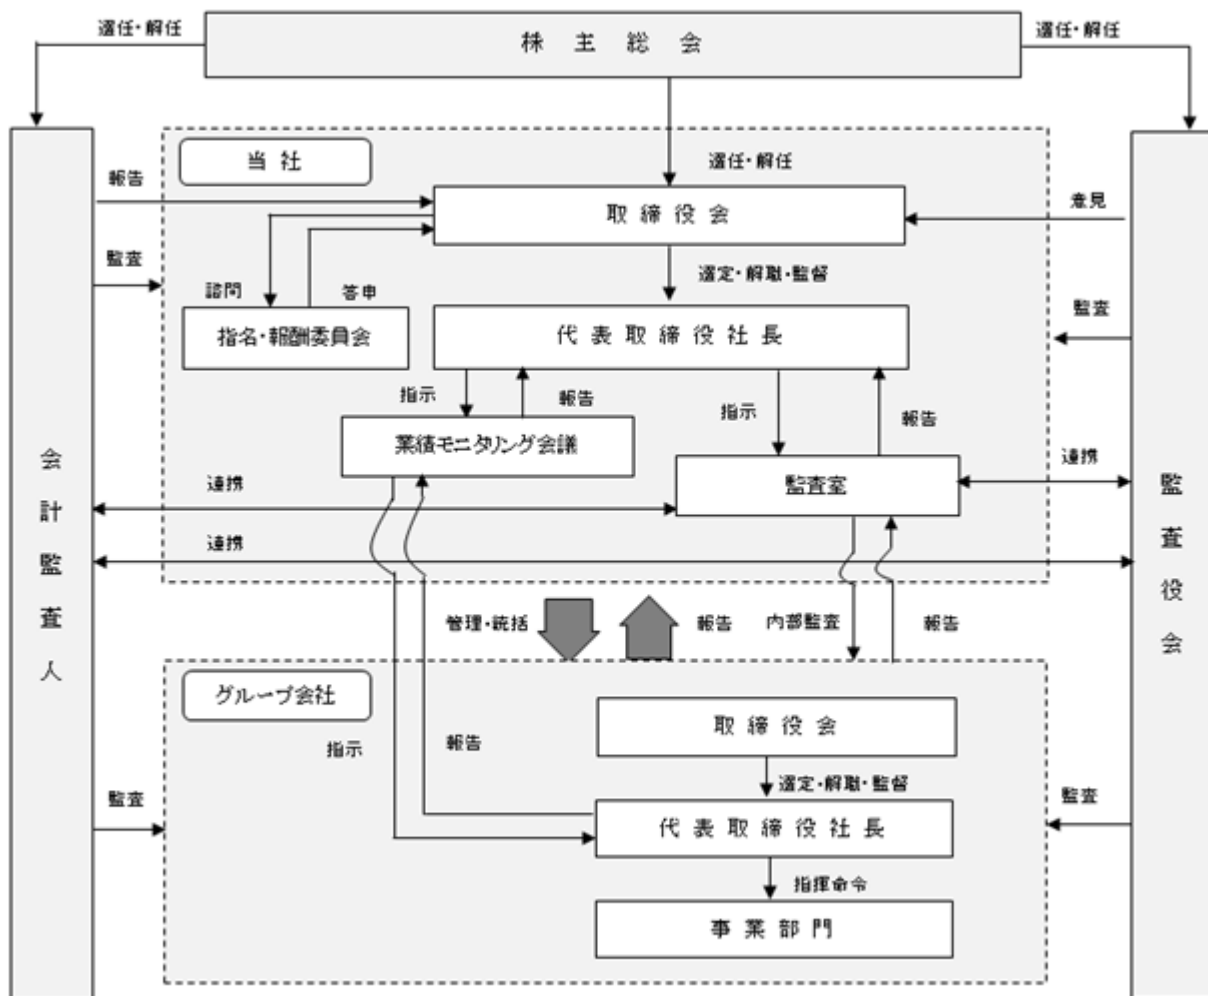 株主総会
選任・解任
選任・解任
当社
選任・解任
報告
取締役会
意見
監査
選定・解職・監督
諮問
答申
指名・報酬委員会
代表取締役社長
監査
指示
報告
指示
報告
業績モニタリング会議
監査室
連携
連携
連携
会計監査人
監査役会
管理・統括
報告
内部監査
報告
グループ会社
取締役会
指示
報告
選定・解職・監督
監査
代表取締役社長
監査
指揮命令
事業部門